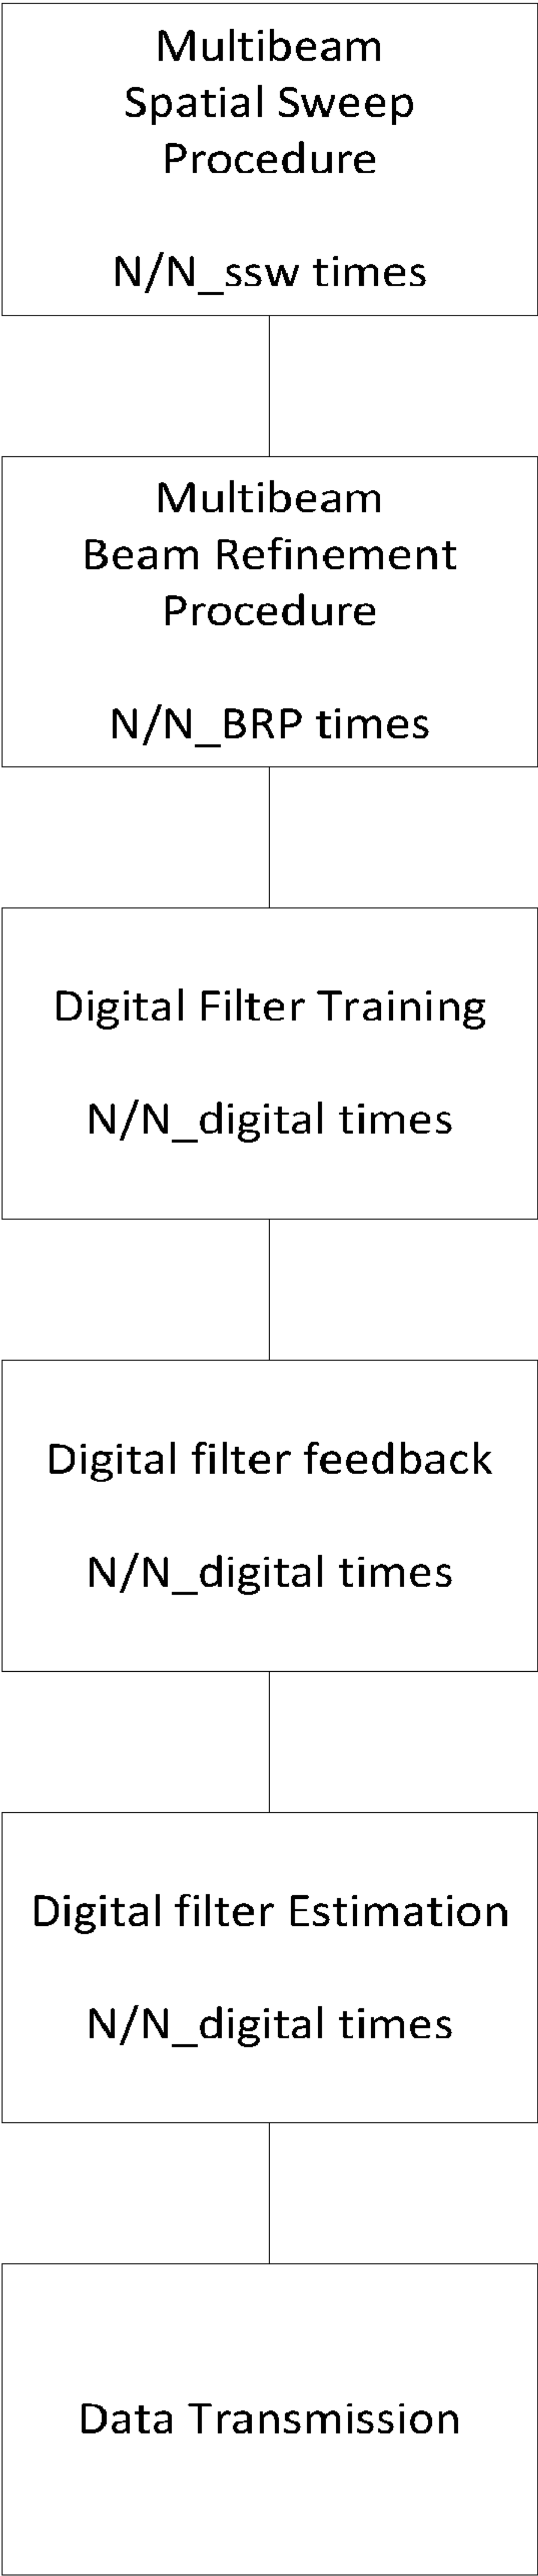 Multibeam
Spatial Sweep
Procedure
N/N_ssw times
Multibeam
Beam Refinement
Procedure
N/N_BRP times
Digital Filter Training
N/N_digital times
Digital filter feedback
N/N_digital times
Digital filter Estimation
N/N_digital times
Data Transmission